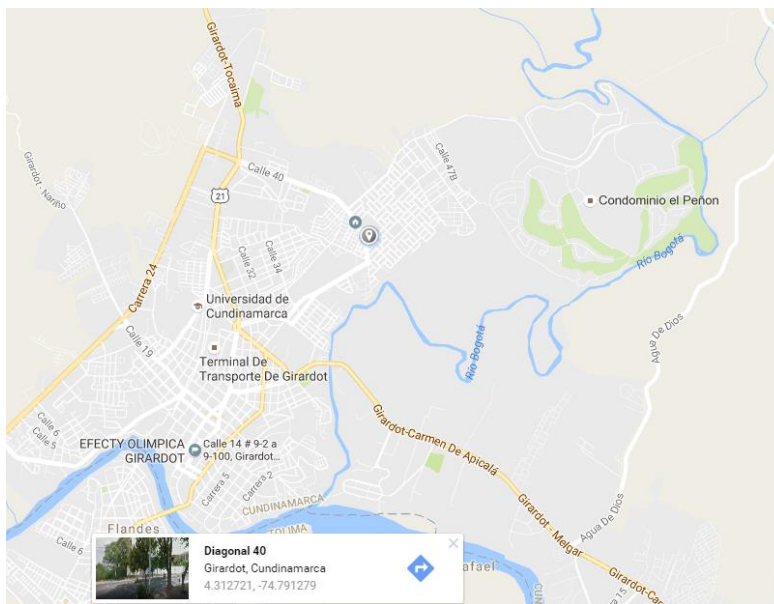 Girardot-Tocaima
Girardot - Nariño
Calle 40
Calle 47B
21
Condominio el Peñon
Río Bogotá
Calle 32
Calle 34
Carrera 24
Universidad de
Cundinamarca
Calle 19
Terminal De
Transporte De Girardot
Río Bogotá
Agua De Dios
Girardot-Carmen De Apicalá
Calle 6
Calle 5
EFECTY OLIMPICA
GIRARDOT
Calle 14 # 9-2 a
9-100, Girardot...
Carrera 5
Carrera 2
CUNDINAMARCA
TOLIMA
Girardot - Melgar
Agua De Dios
Flandes
Calle 6
afael
Calle 15
Girardot-Car
Diagonal 40
Girardot, Cundinamarca
4.312721, -74.791279